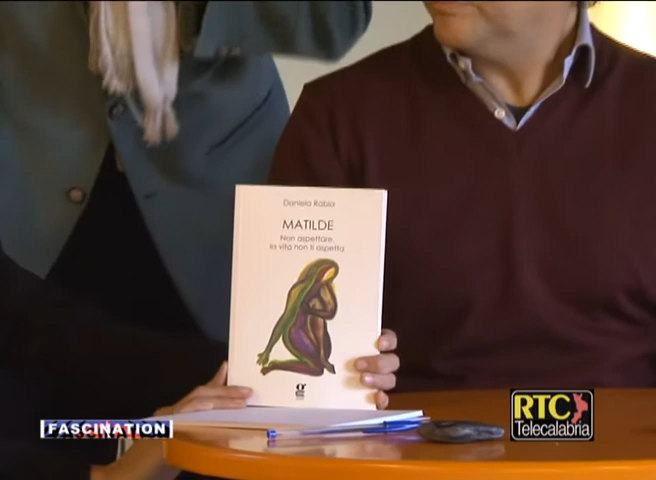 Daniela Rabia
MATILDE
Non aspettare,
la vita non ti aspetta
g
FASCINATION
RTC
Telecalabria